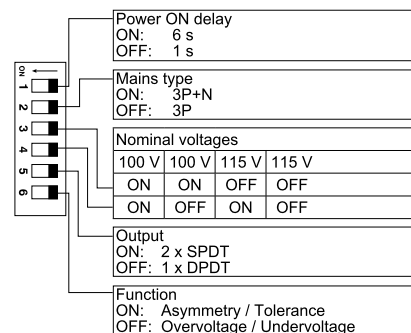 Power ON delay
ON: 6 s
OFF: 1 s
Mains type
ON: 3P+N
OFF: 3P
Nominal voltages
100 V 100 V 115 V 115 V
ON ON OFF OFF
ON OFF ON OFF
Output
ON: 2 x SPDT
OFF: 1 x DPDT
Function
ON: Asymmetry / Tolerance
OFF: Overvoltage / Undervoltage
ON
1
2
3
4
5
6